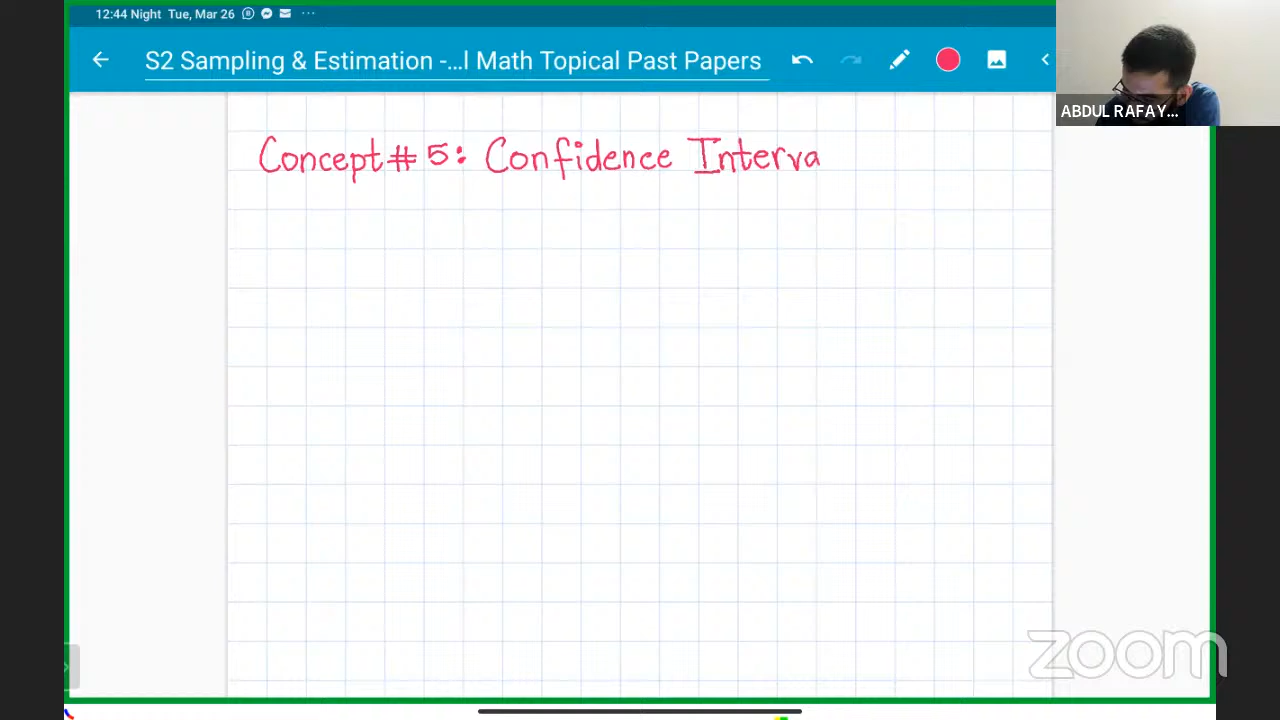 12:44 Night Tue, Mar 26 ···
S2 Sampling & Estimation -...l Math Topical Past Papers
ABDUL RAFAY...
Concept # 5: Confidence Interva
zoom